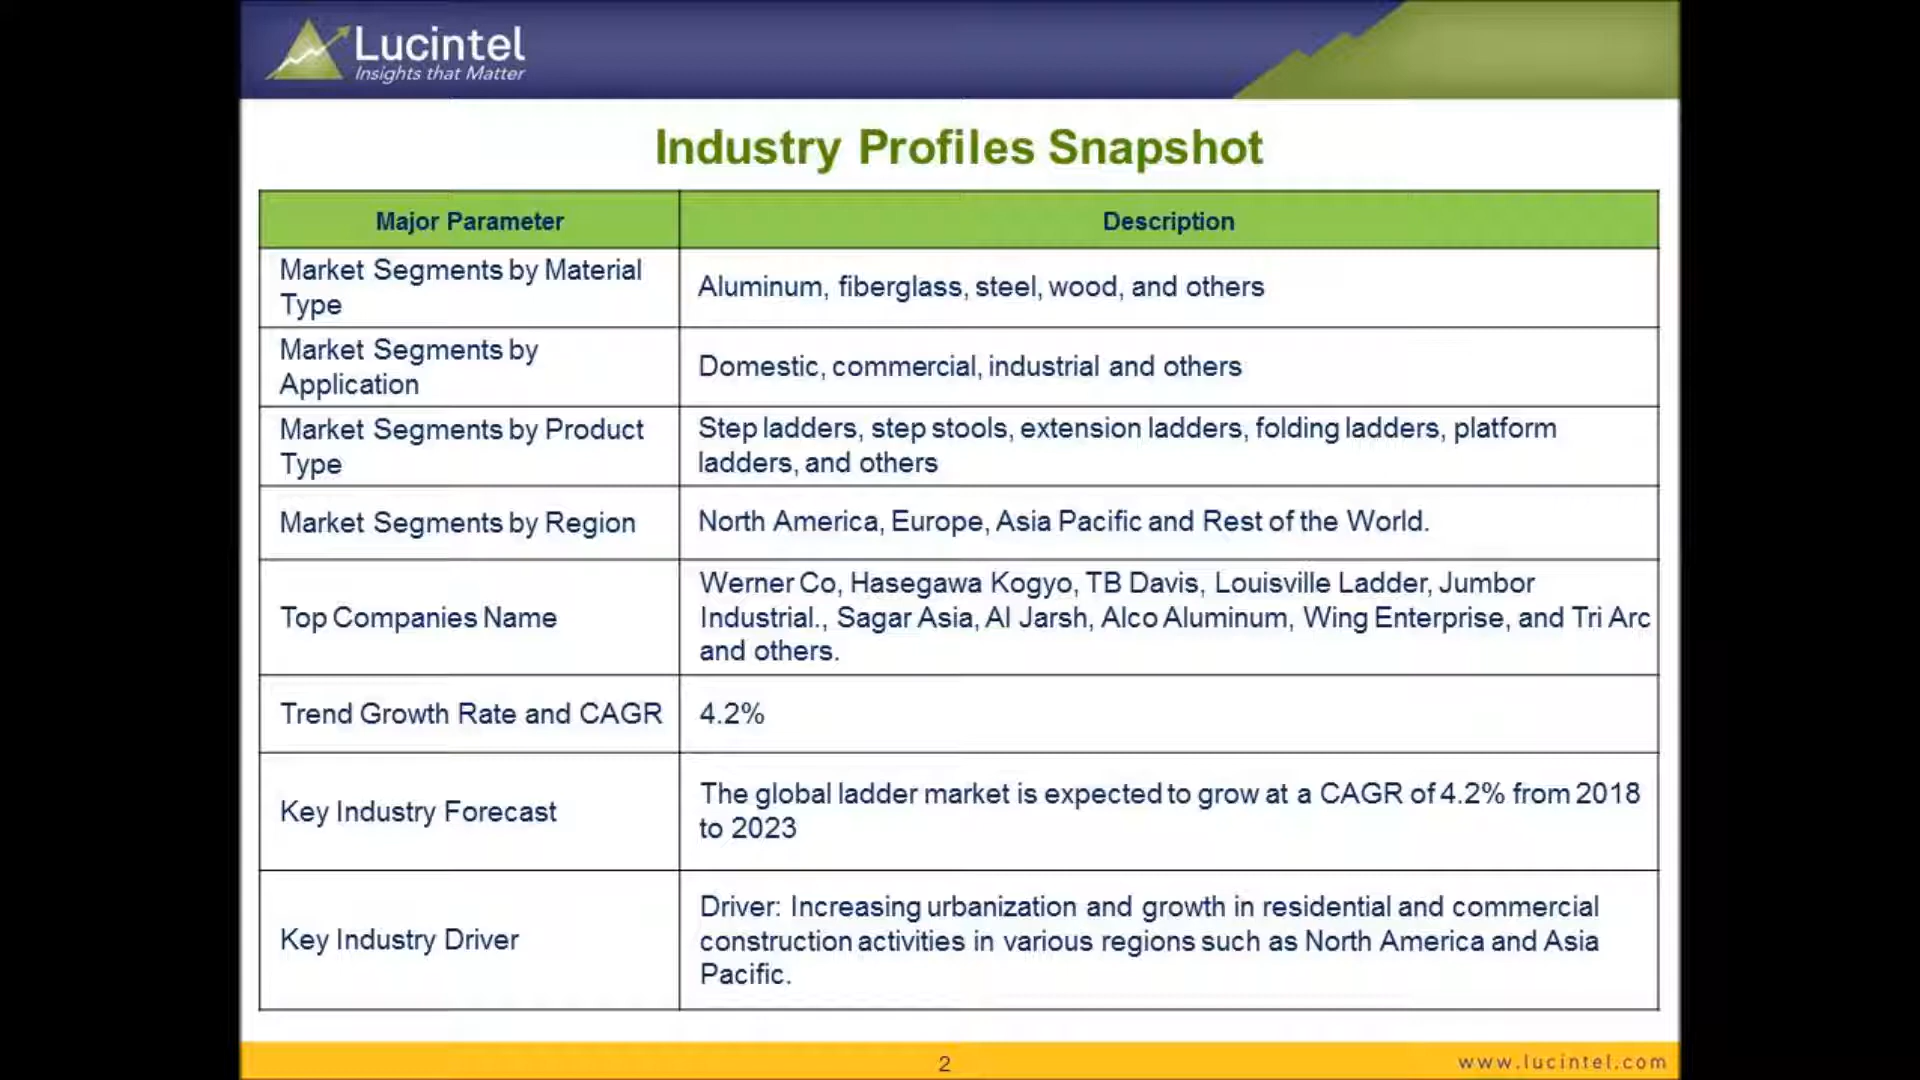 Lucintel
Insights that Matter
Industry Profiles Snapshot
Major Parameter
Description
Market Segments by Material
Type
Aluminum, fiberglass, steel, wood, and others
Market Segments by
Application
Domestic, commercial, industrial and others
Market Segments by Product
Type
Step ladders, step stools, extension ladders, folding ladders, platform
ladders, and others
Market Segments by Region
North America, Europe, Asia Pacific and Rest of the World.
Top Companies Name
Werner Co, Hasegawa Kogyo, TB Davis, Louisville Ladder, Jumbor
Industrial., Sagar Asia, Al Jarsh, Alco Aluminum, Wing Enterprise, and Tri Arc
and others.
Trend Growth Rate and CAGR
4.2%
Key Industry Forecast
The global ladder market is expected to grow at a CAGR of 4.2% from 2018
to 2023
Key Industry Driver
Driver: Increasing urbanization and growth in residential and commercial
construction activities in various regions such as North America and Asia
Pacific.
2
www.lucintel.com